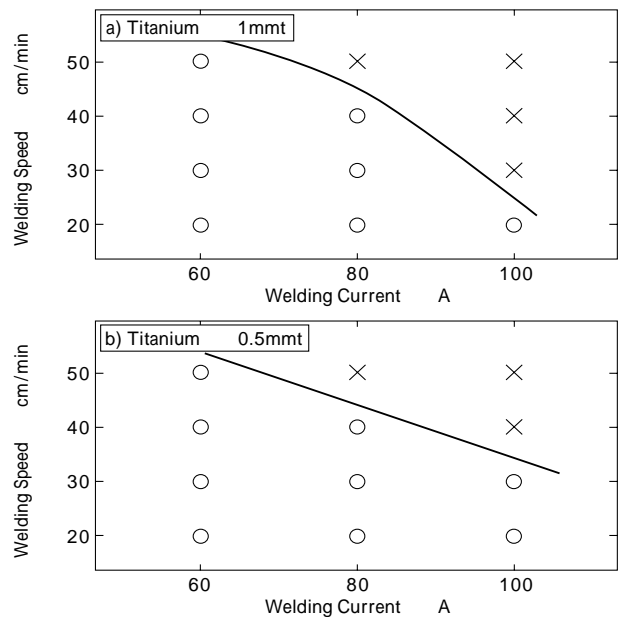 a) Titanium 1mmt
Welding Speed cm/min
50
40
30
20
60 80 100
Welding Current A
b) Titanium 0.5mmt
Welding Speed cm/min
50
40
30
20
60 80 100
Welding Current A